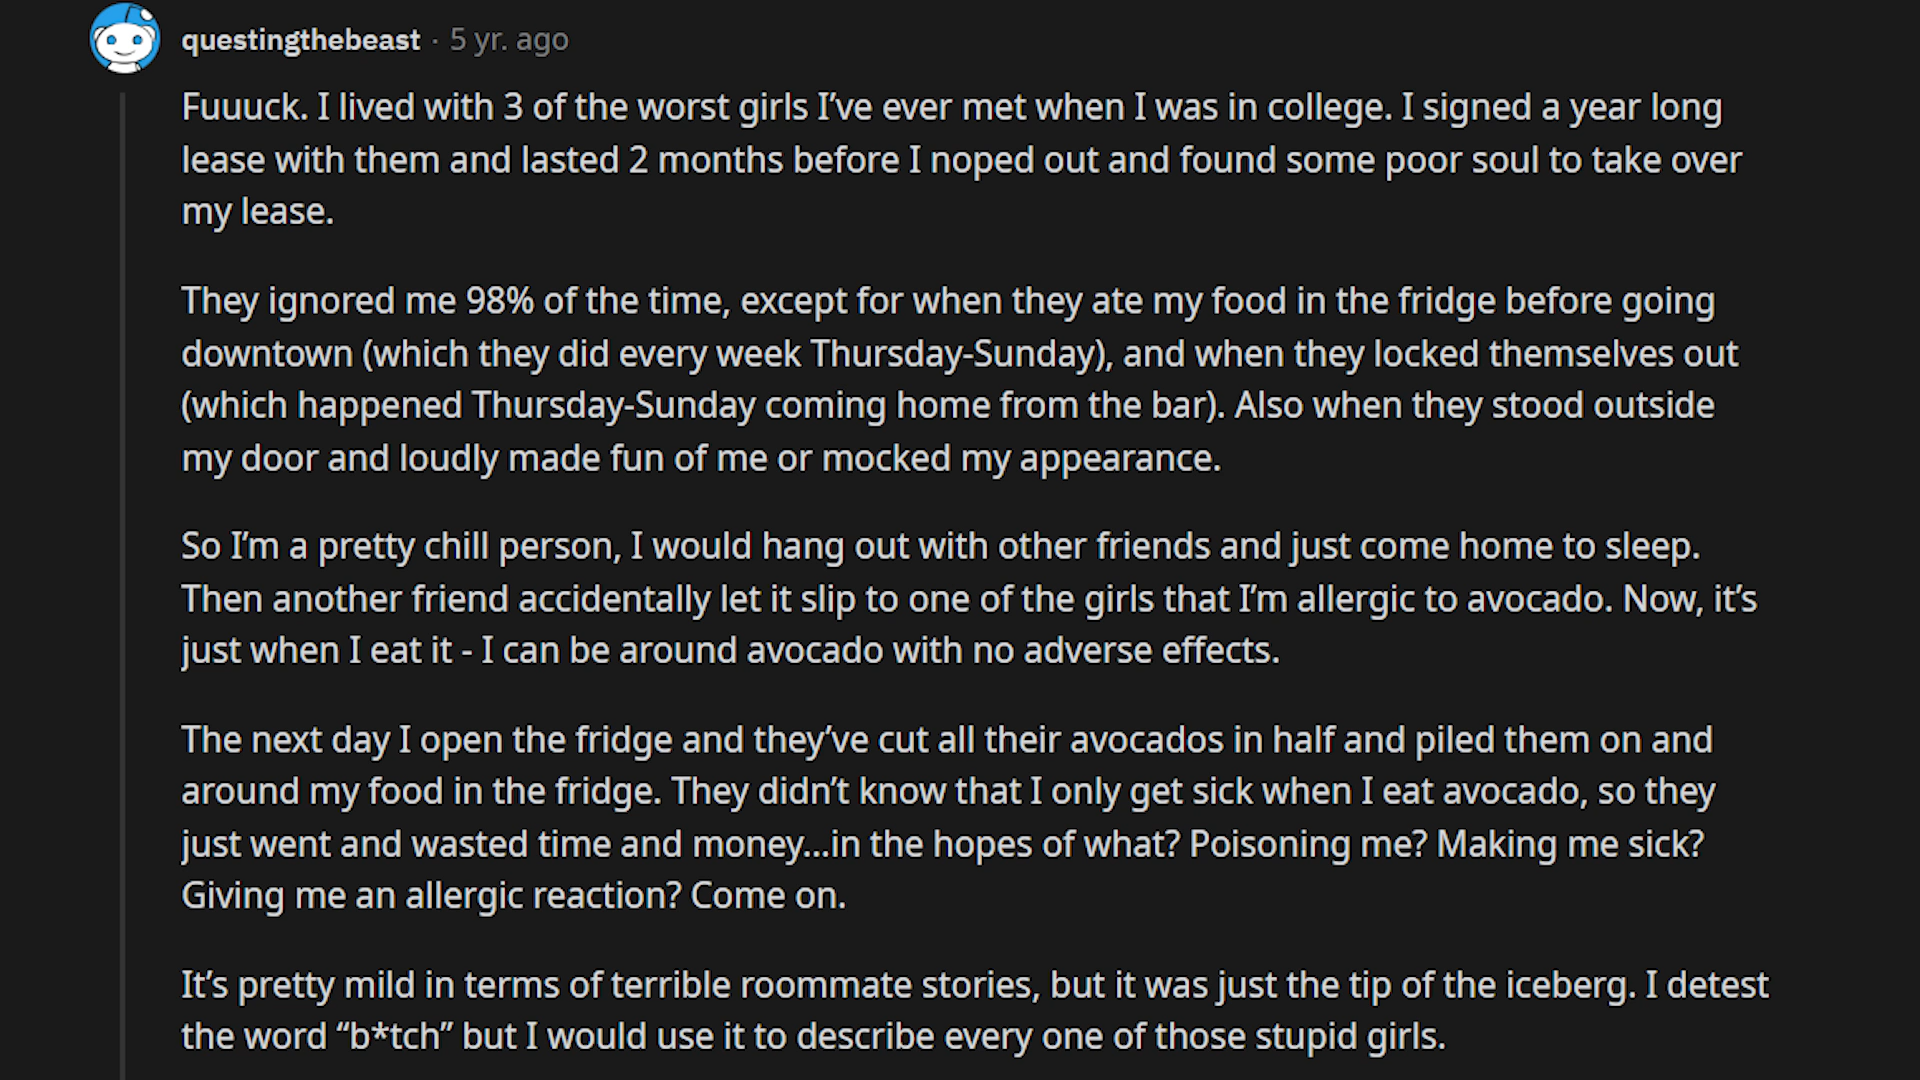 questingthebeast · 5 yr. ago
Fuuuck. I lived with 3 of the worst girls I’ve ever met when I was in college. I signed a year long
lease with them and lasted 2 months before I noped out and found some poor soul to take over
my lease.
They ignored me 98% of the time, except for when they ate my food in the fridge before going
downtown (which they did every week Thursday-Sunday), and when they locked themselves out
(which happened Thursday-Sunday coming home from the bar). Also when they stood outside
my door and loudly made fun of me or mocked my appearance.
So I’m a pretty chill person, I would hang out with other friends and just come home to sleep.
Then another friend accidentally let it slip to one of the girls that I’m allergic to avocado. Now, it’s
just when I eat it - I can be around avocado with no adverse effects.
The next day I open the fridge and they’ve cut all their avocados in half and piled them on and
around my food in the fridge. They didn’t know that I only get sick when I eat avocado, so they
just went and wasted time and money...in the hopes of what? Poisoning me? Making me sick?
Giving me an allergic reaction? Come on.
It’s pretty mild in terms of terrible roommate stories, but it was just the tip of the iceberg. I detest
the word “b*tch” but I would use it to describe every one of those stupid girls.